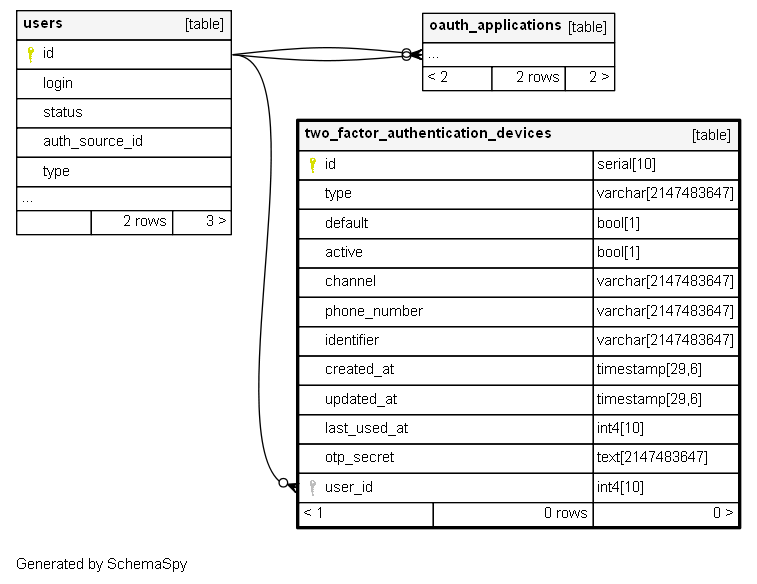 users [table]
id
login
status
auth_source_id
type
...
2 rows 3 >
oauth_applications [table]
...
< 2 2 rows 2 >
two_factor_authentication_devices [table]
id serial[10]
type varchar[2147483647]
default bool[1]
active bool[1]
channel varchar[2147483647]
phone_number varchar[2147483647]
identifier varchar[2147483647]
created_at timestamp[29,6]
updated_at timestamp[29,6]
last_used_at int4[10]
otp_secret text[2147483647]
user_id int4[10]
< 1 0 rows 0 >
Generated by SchemaSpy